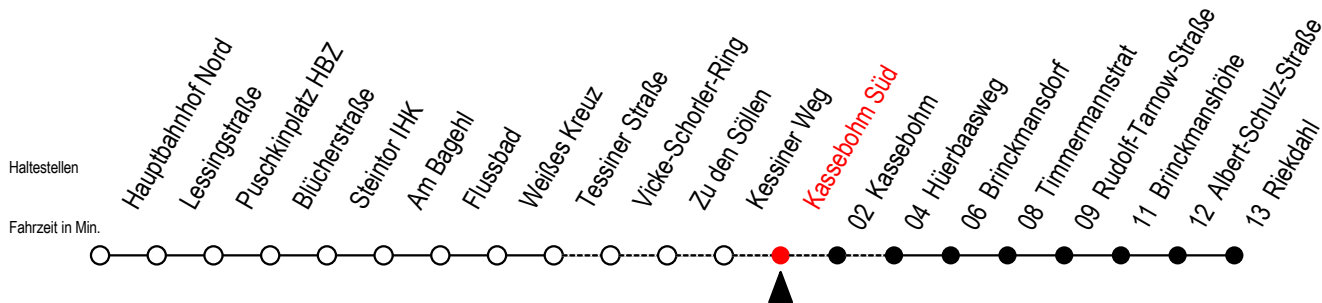 Haltestellen
Fahrzeit in Min.
Hauptbahnhof Nord
Lessingstraße
Puschkinplatz HBZ
Blücherstraße
Steintor IHK
Am Bagehl
Flussbad
Weißes Kreuz
Tessiner Straße
Vicke-Schorler-Ring
Zu den Söllen
Kessiner Weg
Kassebohm Süd
02 Kassebohm
04 Hüerbaasweg
06 Brinckmansdorf
08 Timmermannstrat
09 Rudolf-Tarnow-Straße
11 Brinckmanshöhe
12 Albert-Schulz-Straße
13 Riekdahl